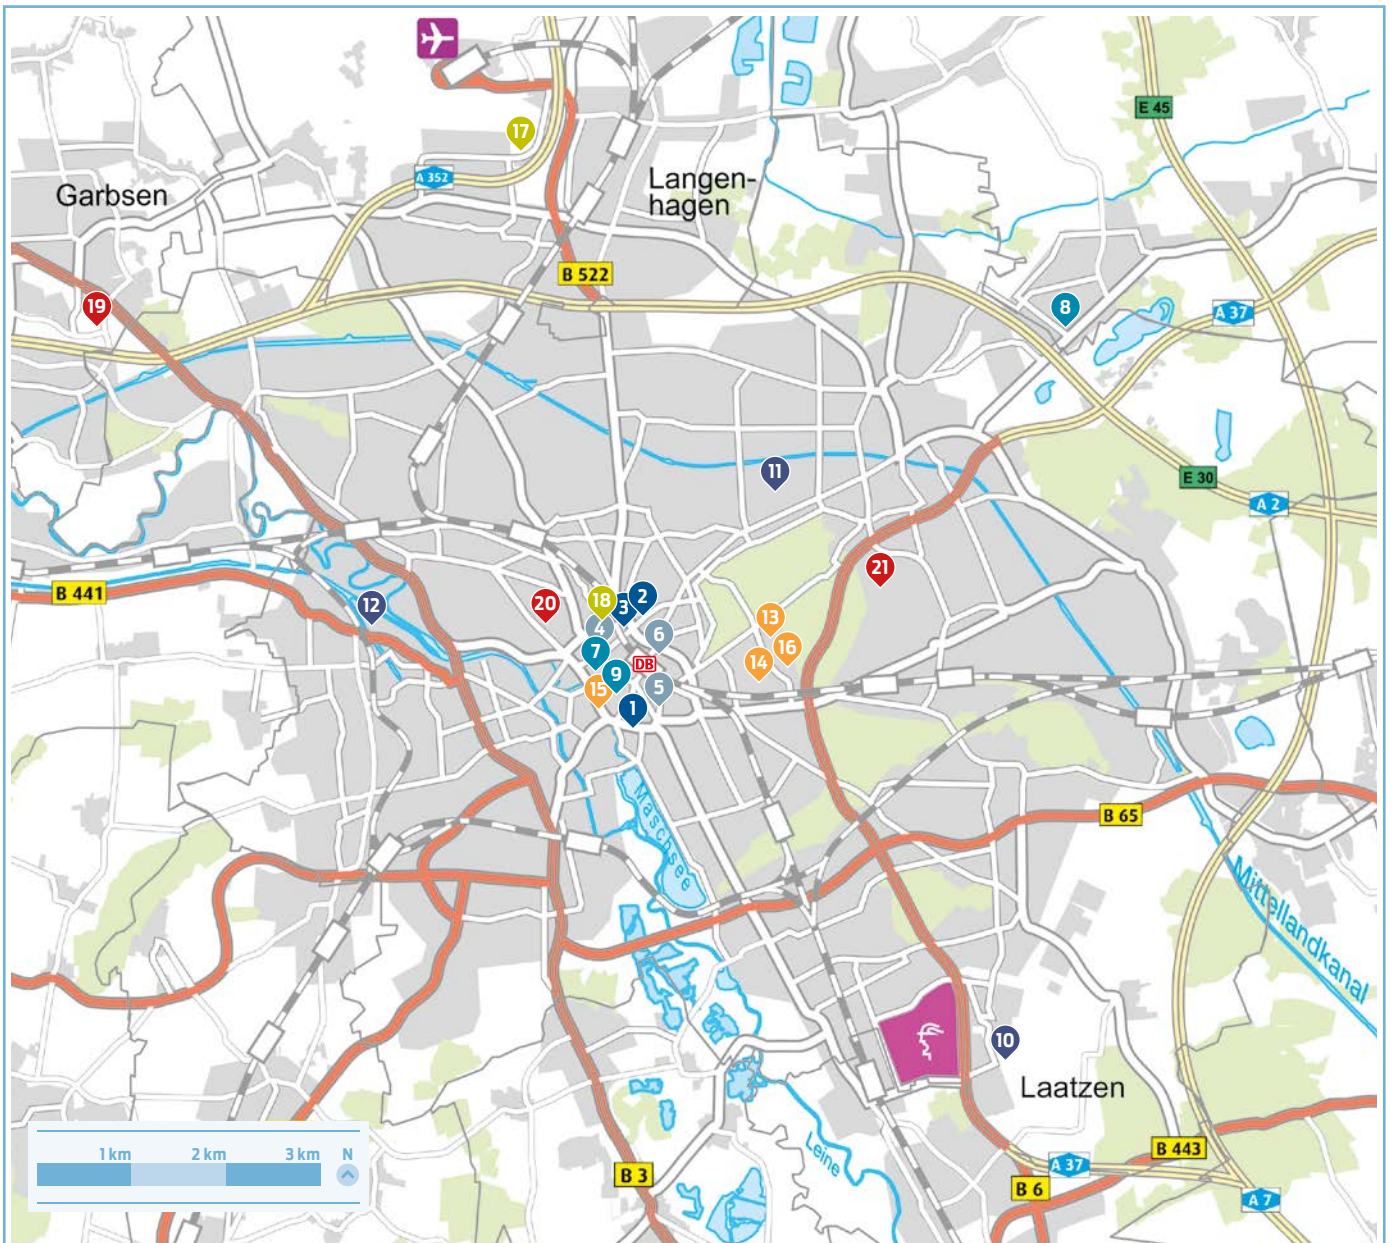 E 45
17
Langen-
hagen
A 352
Garbsen
B 522
19
8
A 37
11
E 30
A 2
21
B 441
12
20
18
3
2
4
6
13
16
14
7
DB
9
15
5
1
Maschsee
B 65
Mittellandkanal
10
Laatzen
Leine
1 km 2 km 3 km N
B 3
B 443
A 37
B 6
A 7